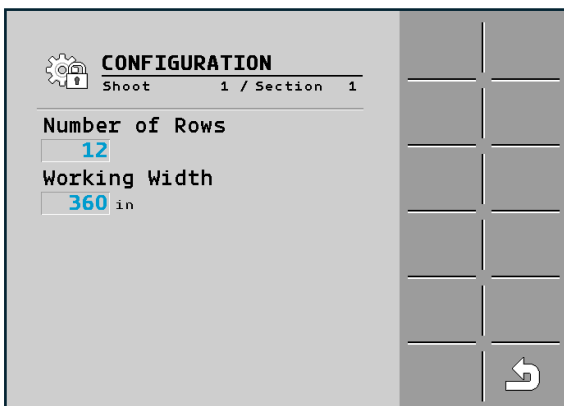 CONFIGURATION
Shoot 1 / Section 1
Number of Rows
12
Working Width
360 in